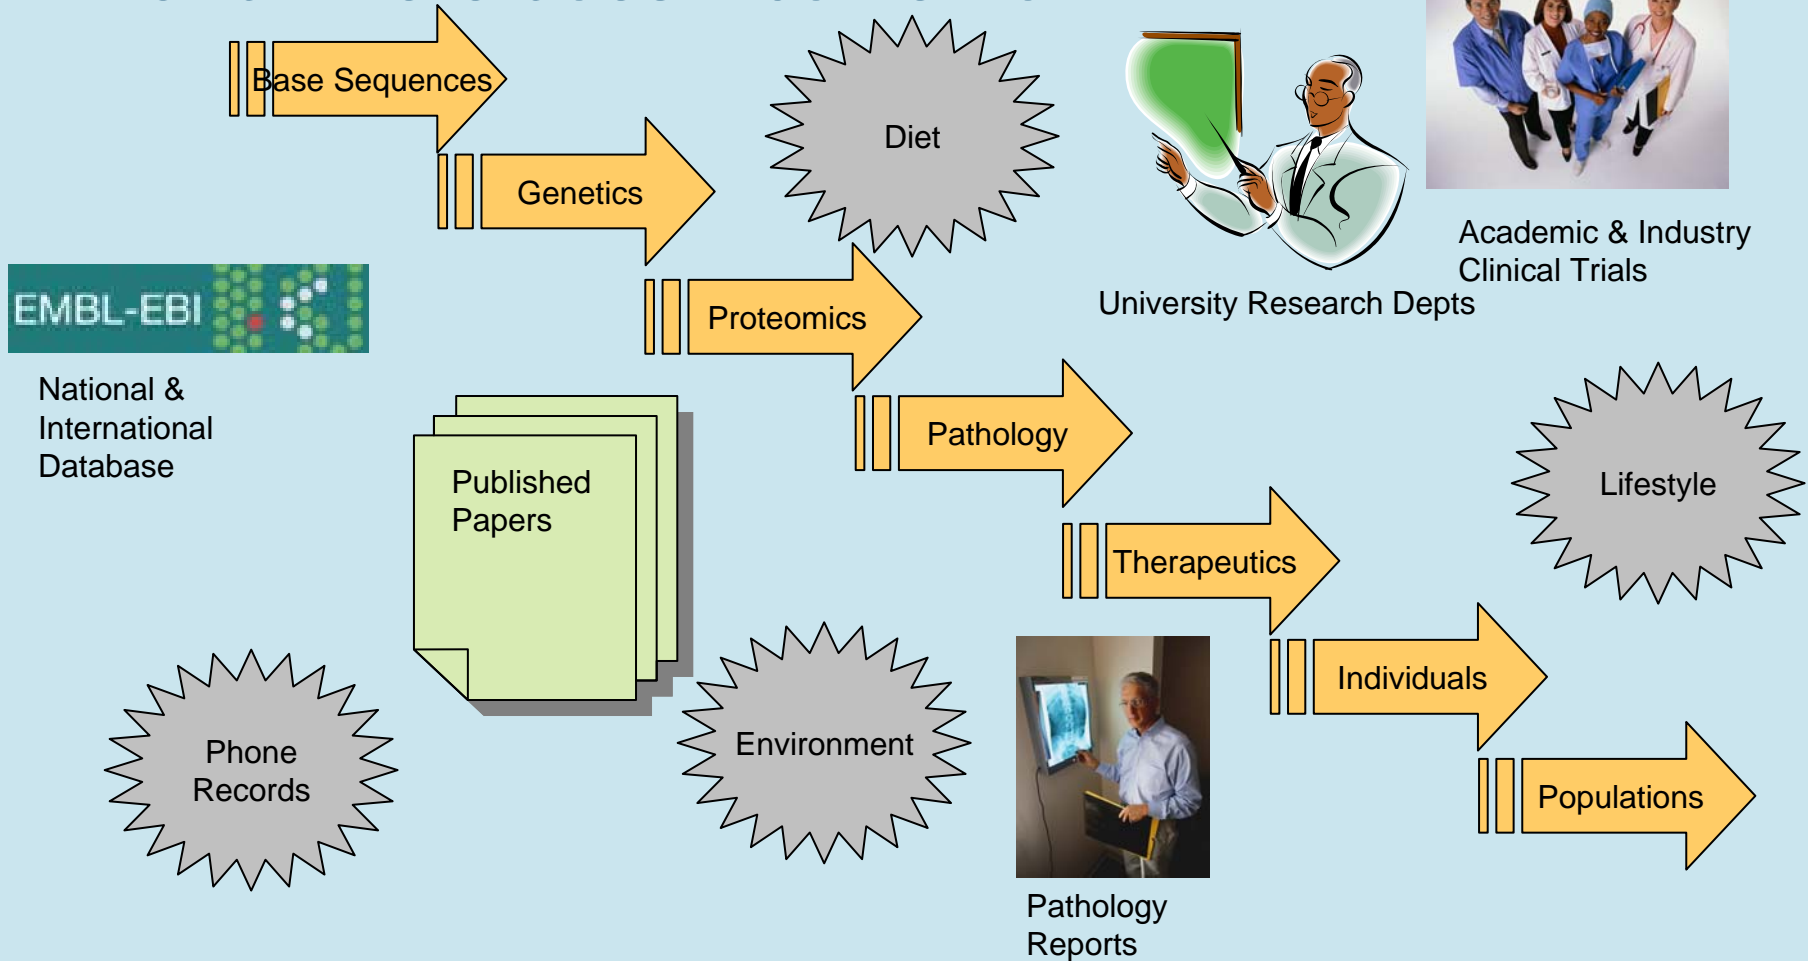 Base Sequences
Diet
Genetics
Academic & Industry
Clinical Trials
University Research Depts
EMBL-EBI
Proteomics
National &
International
Database
Pathology
Published
Papers
Lifestyle
Therapeutics
Individuals
Phone
Records
Environment
Populations
Pathology
Reports